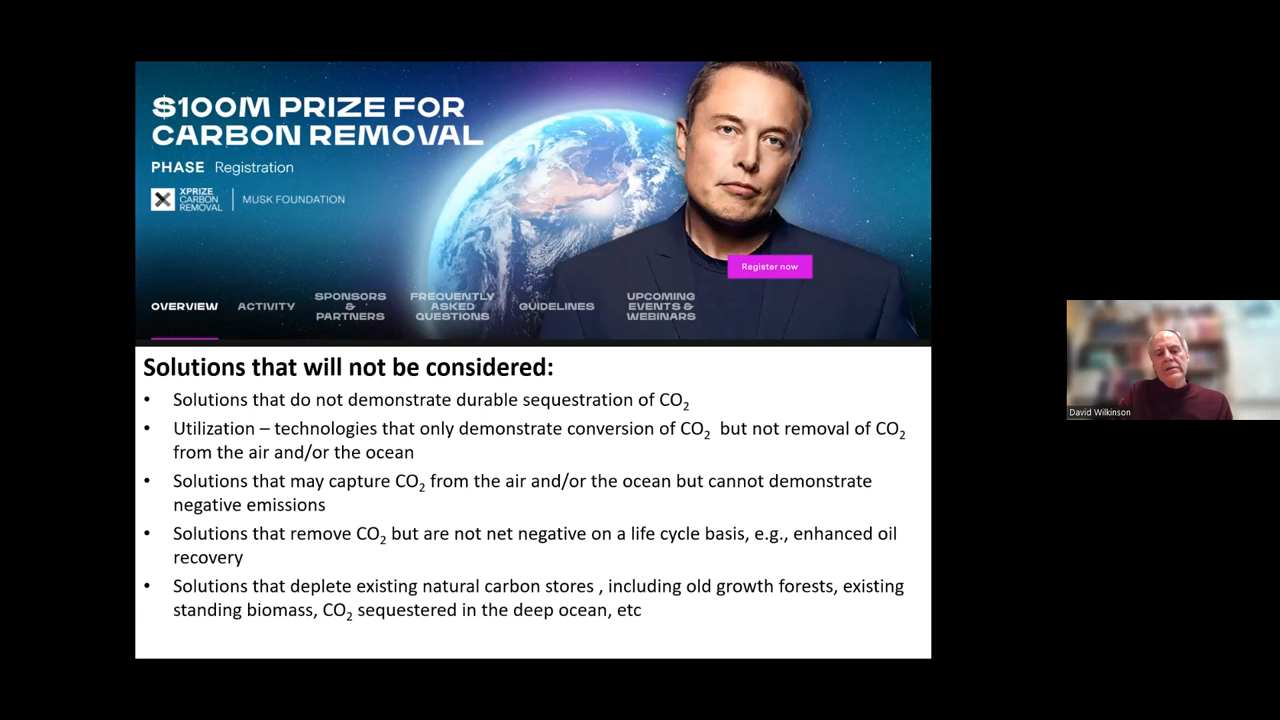 $100M PRIZE FOR
CARBON REMOVAL
PHASE Registration
XPRIZE
CARBON
REMOVAL
MUSK FOUNDATION
Register now
OVERVIEW
ACTIVITY
SPONSORS
&
PARTNERS
FREQUENTLY
ASKED
QUESTIONS
GUIDELINES
UPCOMING
EVENTS &
WEBINARS
Solutions that will not be considered:
• Solutions that do not demonstrate durable sequestration of CO₂
• Utilization – technologies that only demonstrate conversion of CO₂ but not removal of CO₂
from the air and/or the ocean
• Solutions that may capture CO₂ from the air and/or the ocean but cannot demonstrate
negative emissions
• Solutions that remove CO₂ but are not net negative on a life cycle basis, e.g., enhanced oil
recovery
• Solutions that deplete existing natural carbon stores , including old growth forests, existing
standing biomass, CO₂ sequestered in the deep ocean, etc
David Wilkinson